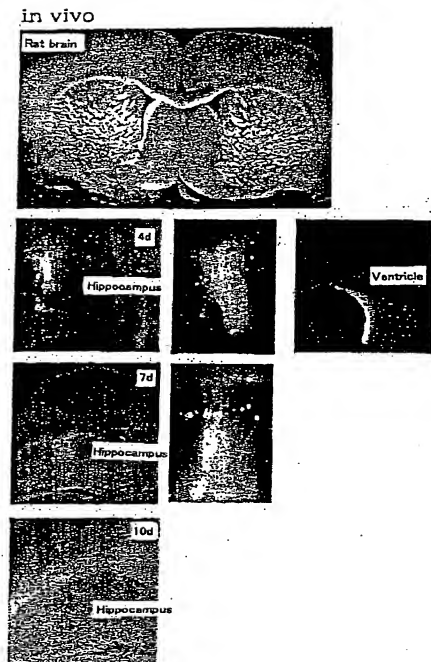 in vivo
Rat brain
4d
Hippocampus
Ventricle
7d
Hippocampus
10d
Hippocampus